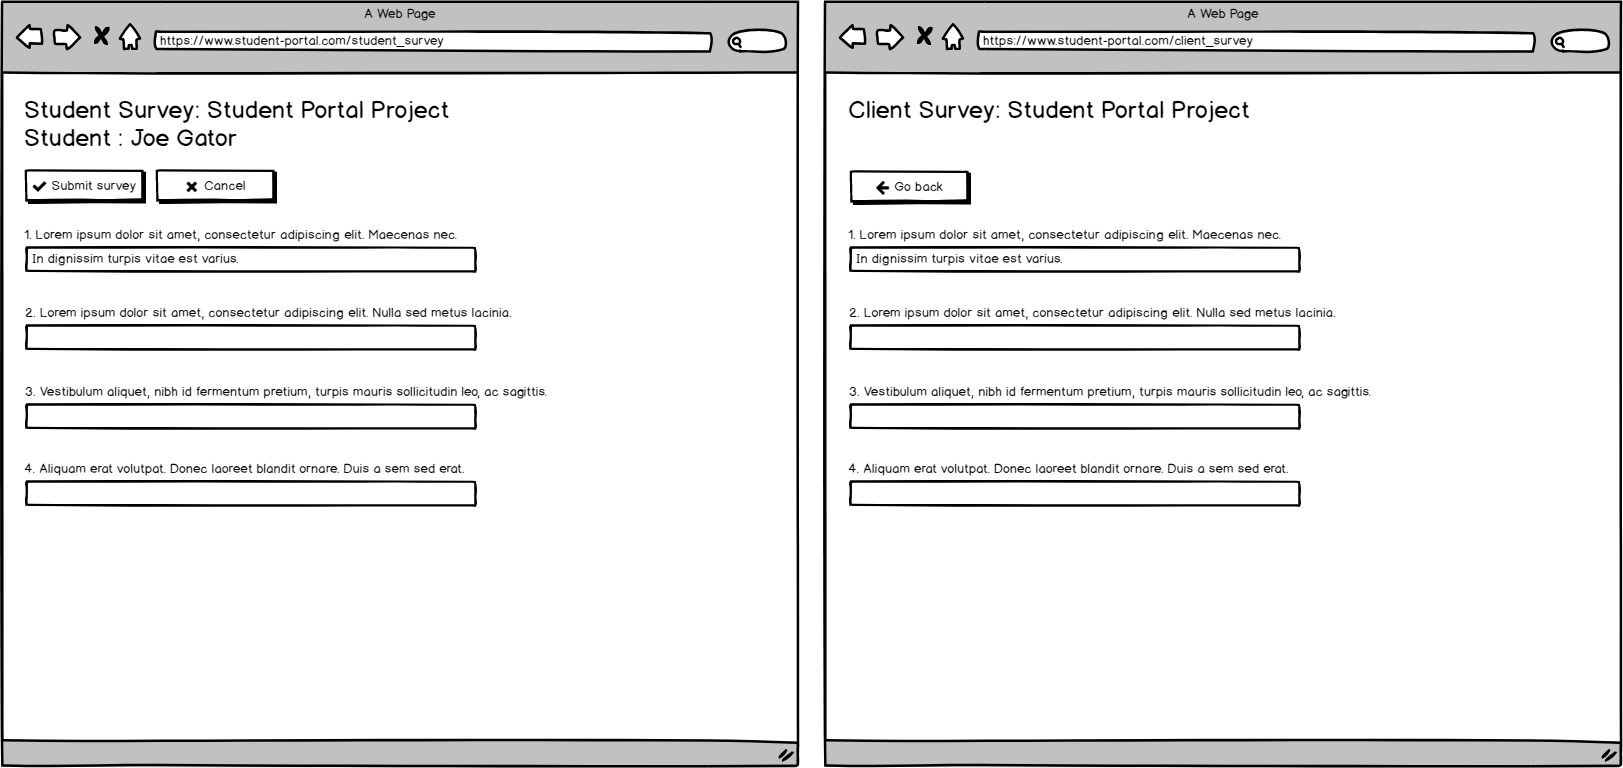 A Web Page
https://www.student-portal.com/student_survey
Student Survey: Student Portal Project
Student : Joe Gator
Submit survey
Cancel
1. Lorem ipsum dolor sit amet, consectetur adipiscing elit. Maecenas nec.
In dignissim turpis vitae est varius.
2. Lorem ipsum dolor sit amet, consectetur adipiscing elit. Nulla sed metus lacinia.
3. Vestibulum aliquet, nibh id fermentum pretium, turpis mauris sollicitudin leo, ac sagittis.
4. Aliquam erat volutpat. Donec laoreet blandit ornare. Duis a sem sed erat.
A Web Page
https://www.student-portal.com/client_survey
Client Survey: Student Portal Project
Go back
1. Lorem ipsum dolor sit amet, consectetur adipiscing elit. Maecenas nec.
In dignissim turpis vitae est varius.
2. Lorem ipsum dolor sit amet, consectetur adipiscing elit. Nulla sed metus lacinia.
3. Vestibulum aliquet, nibh id fermentum pretium, turpis mauris sollicitudin leo, ac sagittis.
4. Aliquam erat volutpat. Donec laoreet blandit ornare. Duis a sem sed erat.